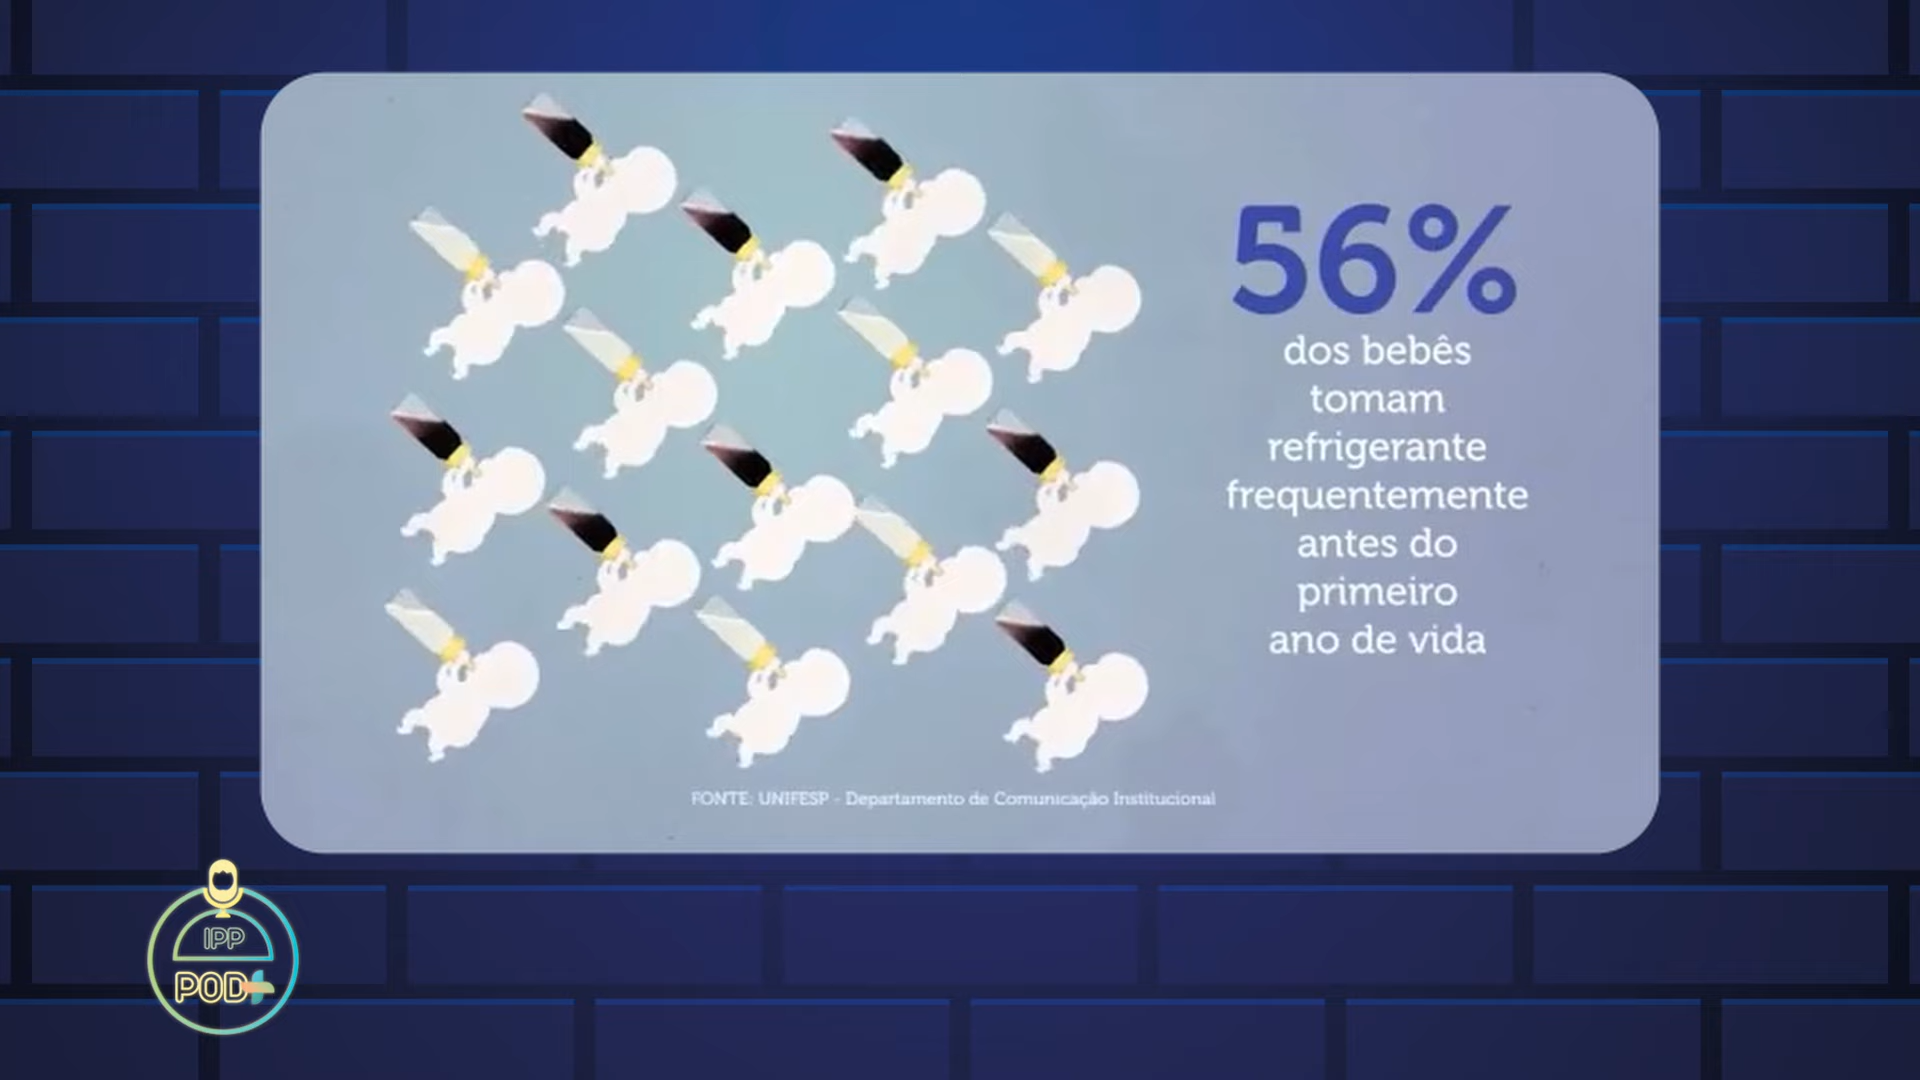 56%
dos bebês
tomam
refrigerante
frequentemente
antes do
primeiro
ano de vida
FONTE: UNIFESP - Departamento de Comunicação Institucional
IPP
POD+